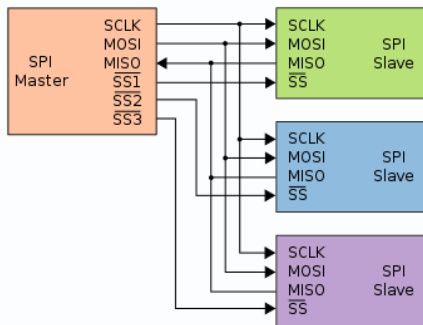 SPI
Master
SCLK
MOSI
MISO
SS1
SS2
SS3
SCLK
MOSI
MISO
SS
SPI
Slave
SCLK
MOSI
MISO
SS
SPI
Slave
SCLK
MOSI
MISO
SS
SPI
Slave